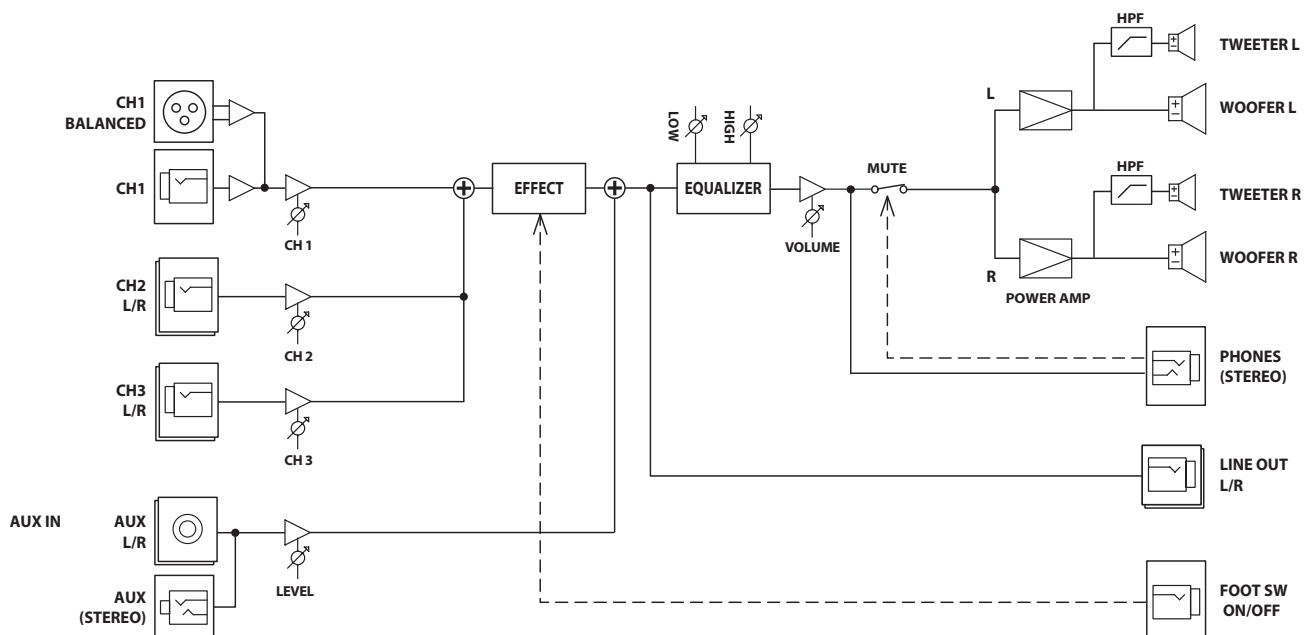 HPF
TWEETER L
L
WOOFER L
CH1
BALANCED
LOW
HIGH
CH1
EFFECT
EQUALIZER
MUTE
HPF
TWEETER R
CH 1
VOLUME
WOOFER R
R
POWER AMP
CH2
L/R
CH 2
PHONES
(STEREO)
CH3
L/R
CH 3
LINE OUT
L/R
AUX IN
AUX
L/R
LEVEL
AUX
(STEREO)
FOOT SW
ON/OFF